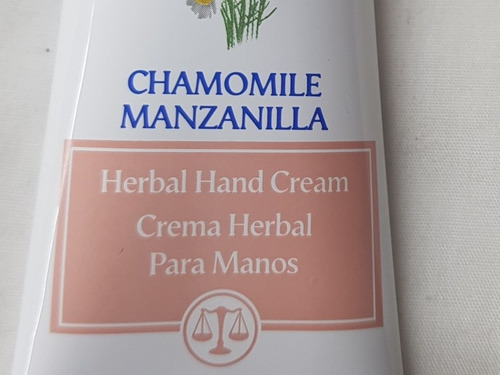 CHAMOMILE
MANZANILLA
Herbal Hand Cream
Crema Herbal
Para Manos